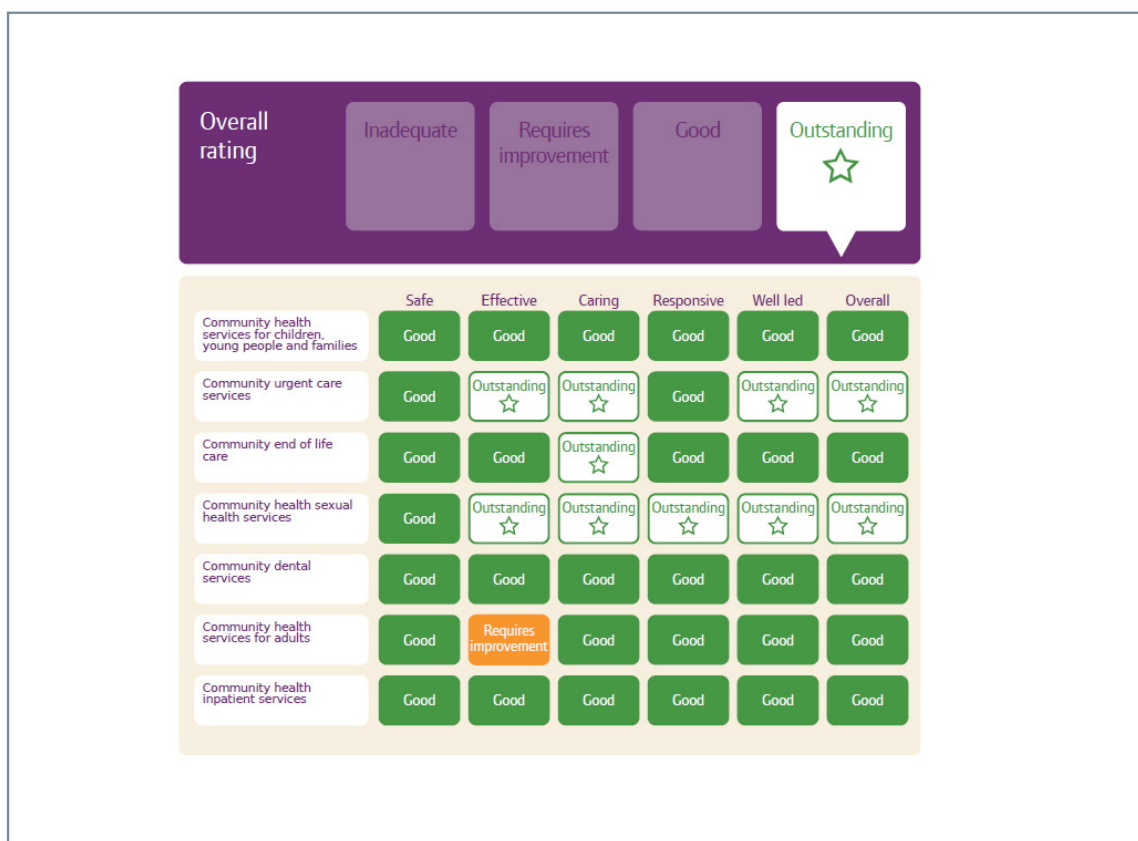 Overall
rating
Inadequate
Requires
improvement
Good
Outstanding
Safe Effective Caring Responsive Well led Overall
Community health
services for children,
young people and families
Good Good Good Good Good Good
Community urgent care
services
Good Outstanding Outstanding Good Outstanding Outstanding
Community end of life
care
Good Good Outstanding Good Good Good
Community health sexual
health services
Good Outstanding Outstanding Outstanding Outstanding Outstanding
Community dental
services
Good Good Good Good Good Good
Community health
services for adults
Good Requires
improvement Good Good Good Good
Community health
inpatient services
Good Good Good Good Good Good